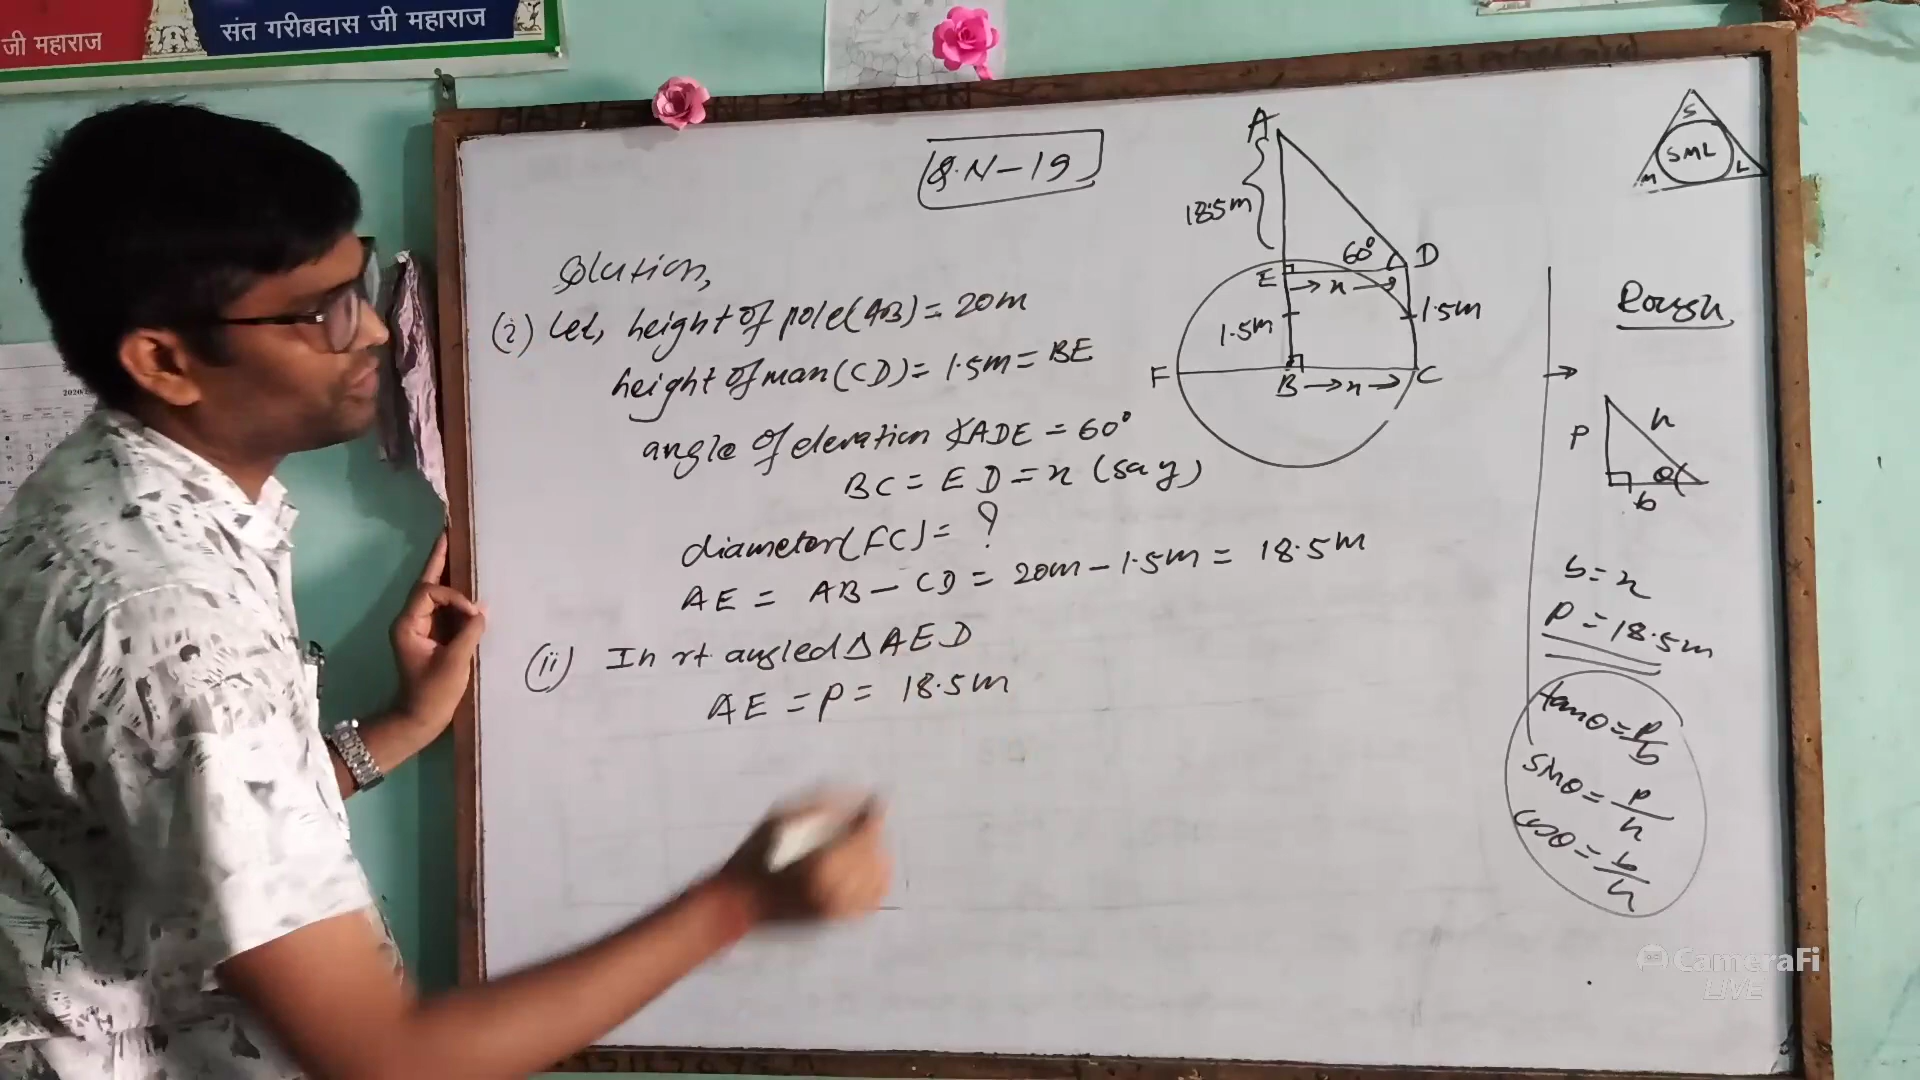 जी महाराज
संत गरीबदास जी महाराज
Q.N-19
Solution,
(i) Let, height of pole(AB) = 20m
height of man (CD) = 1.5m = BE
angle of elevation ∡ADE = 60°
BC = ED = x (say)
diameter(FC) = ?
AE = AB - CD = 20m - 1.5m = 18.5m
(ii) In rt angled Δ AED
AE = P = 18.5m
A
18.5m
60°
D
E
→ x →
1.5m
1.5m
F
B → x → C
S
SML
M
L
Rough
→
P
h
θ
b
b = x
P = 18.5m
tanθ = P/b
sinθ = P/h
cosθ = b/h
CameraFi
LIVE